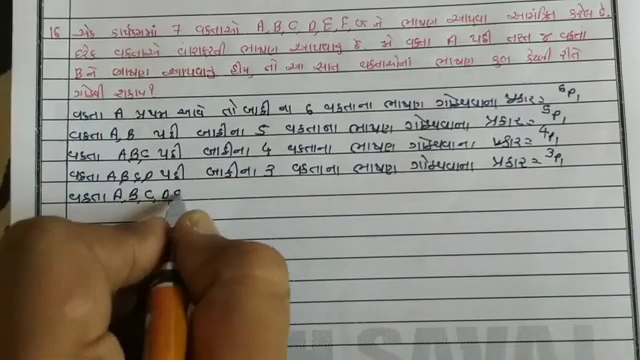 16 એક કાર્યક્રમમાં 7 વક્તાઓ A, B, C, D, E, F, G ને ભાષણ આપવા આમંત્રિત કરેલ છે.
દરેક વક્તાએ વારાફરતી ભાષણ આપવાનું છે જો વક્તા A પછી તરત જ વક્તા
B ને ભાષણ આપવાનું હોય, તો આ સાત વક્તાઓનાં ભાષણ કુલ કેટલી રીતે
ગોઠવી શકાય?
વક્તા A પ્રથમ આવે તો બાકી ના 6 વક્તાના ભાષણ ગોઠવવાના પ્રકાર = ⁶P₁
વક્તા A, B પછી બાકીના 5 વક્તાના ભાષણ ગોઠવવાના પ્રકાર = ⁵P₁
વક્તા A,B,C પછી બાકીના 4 વક્તાના ભાષણ ગોઠવવાના પ્રકાર = ⁴P₁
વક્તા A,B,C,D પછી બાકીના 3 વક્તાના ભાષણ ગોઠવવાના પ્રકાર = ³P₁
વક્તા A, B, C, D,